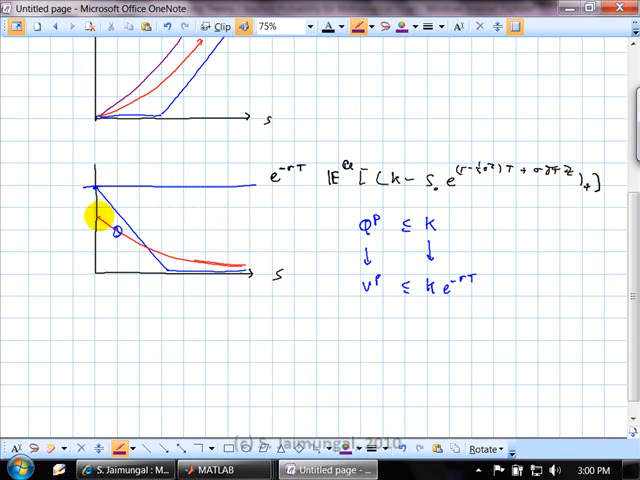 Untitled page - Microsoft Office OneNote
75%
Clip
S
e^{-rT} 𝔼^{Q} [ ( K - S_0 e^{(r-½σ²)T + σ√T Z} )_+ ]
K
S
φ^P ≤ K
↓ ↓
V^P ≤ K e^{-rT}
(c) S. Jaimungal, 2010
Rotate
S. Jaimungal : M...
MATLAB
Untitled page - M...
3:00 PM